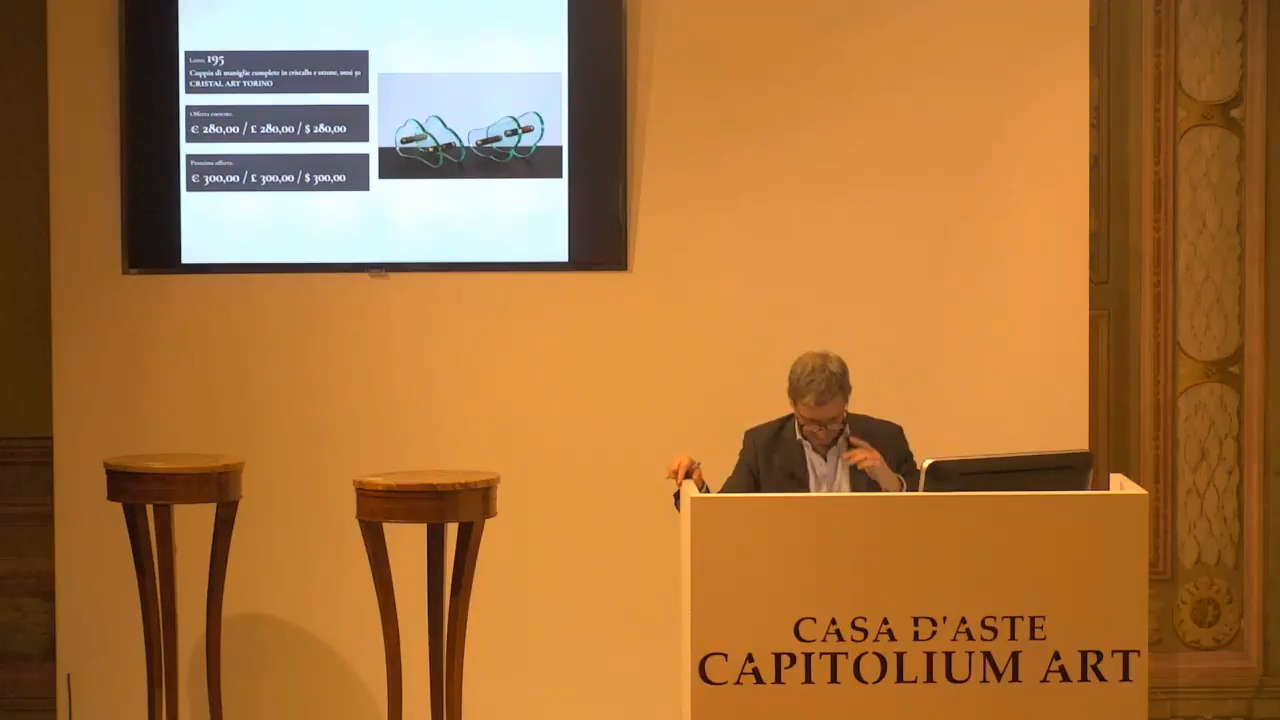 Lotto: 195
Coppia di maniglie complete in cristallo e ottone, anni 50
CRISTAL ART TORINO
Offerta corrente:
€ 280,00 / £ 280,00 / $ 280,00
Prossima offerta:
€ 300,00 / £ 300,00 / $ 300,00
CASA D'ASTE
CAPITOLIUM ART